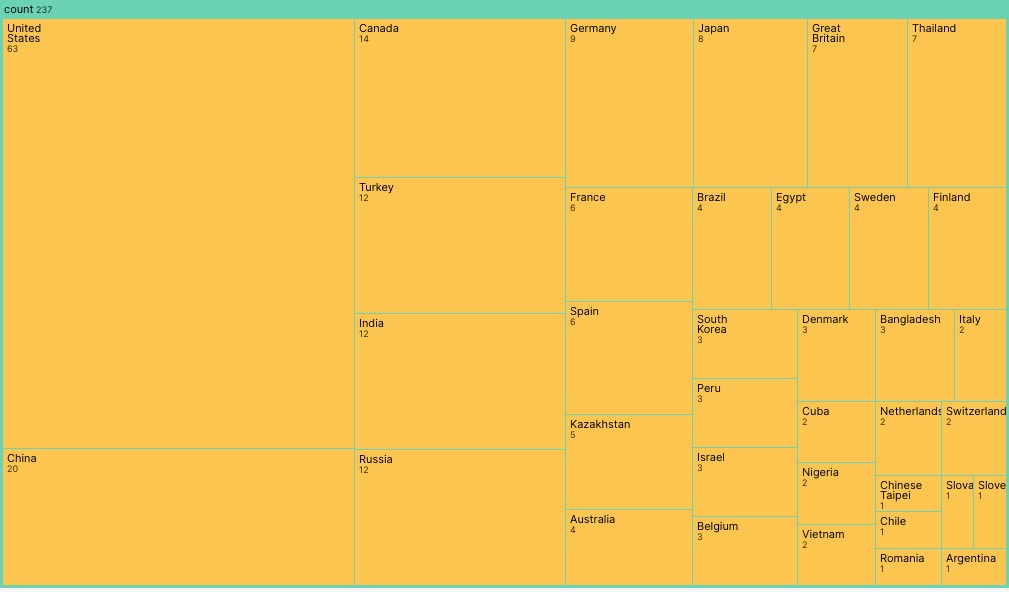 count 237
United
States
63
China
20
Canada
14
Turkey
12
India
12
Russia
12
Germany
9
Japan
8
Great
Britain
7
Thailand
7
France
6
Spain
6
Kazakhstan
5
Australia
4
Brazil
4
Egypt
4
Sweden
4
Finland
4
South
Korea
3
Peru
3
Israel
3
Belgium
3
Denmark
3
Bangladesh
3
Italy
2
Cuba
2
Nigeria
2
Vietnam
2
Netherlands
2
Switzerland
2
Chinese
Taipei
1
Chile
1
Romania
1
Slova
1
Slove
1
Argentina
1